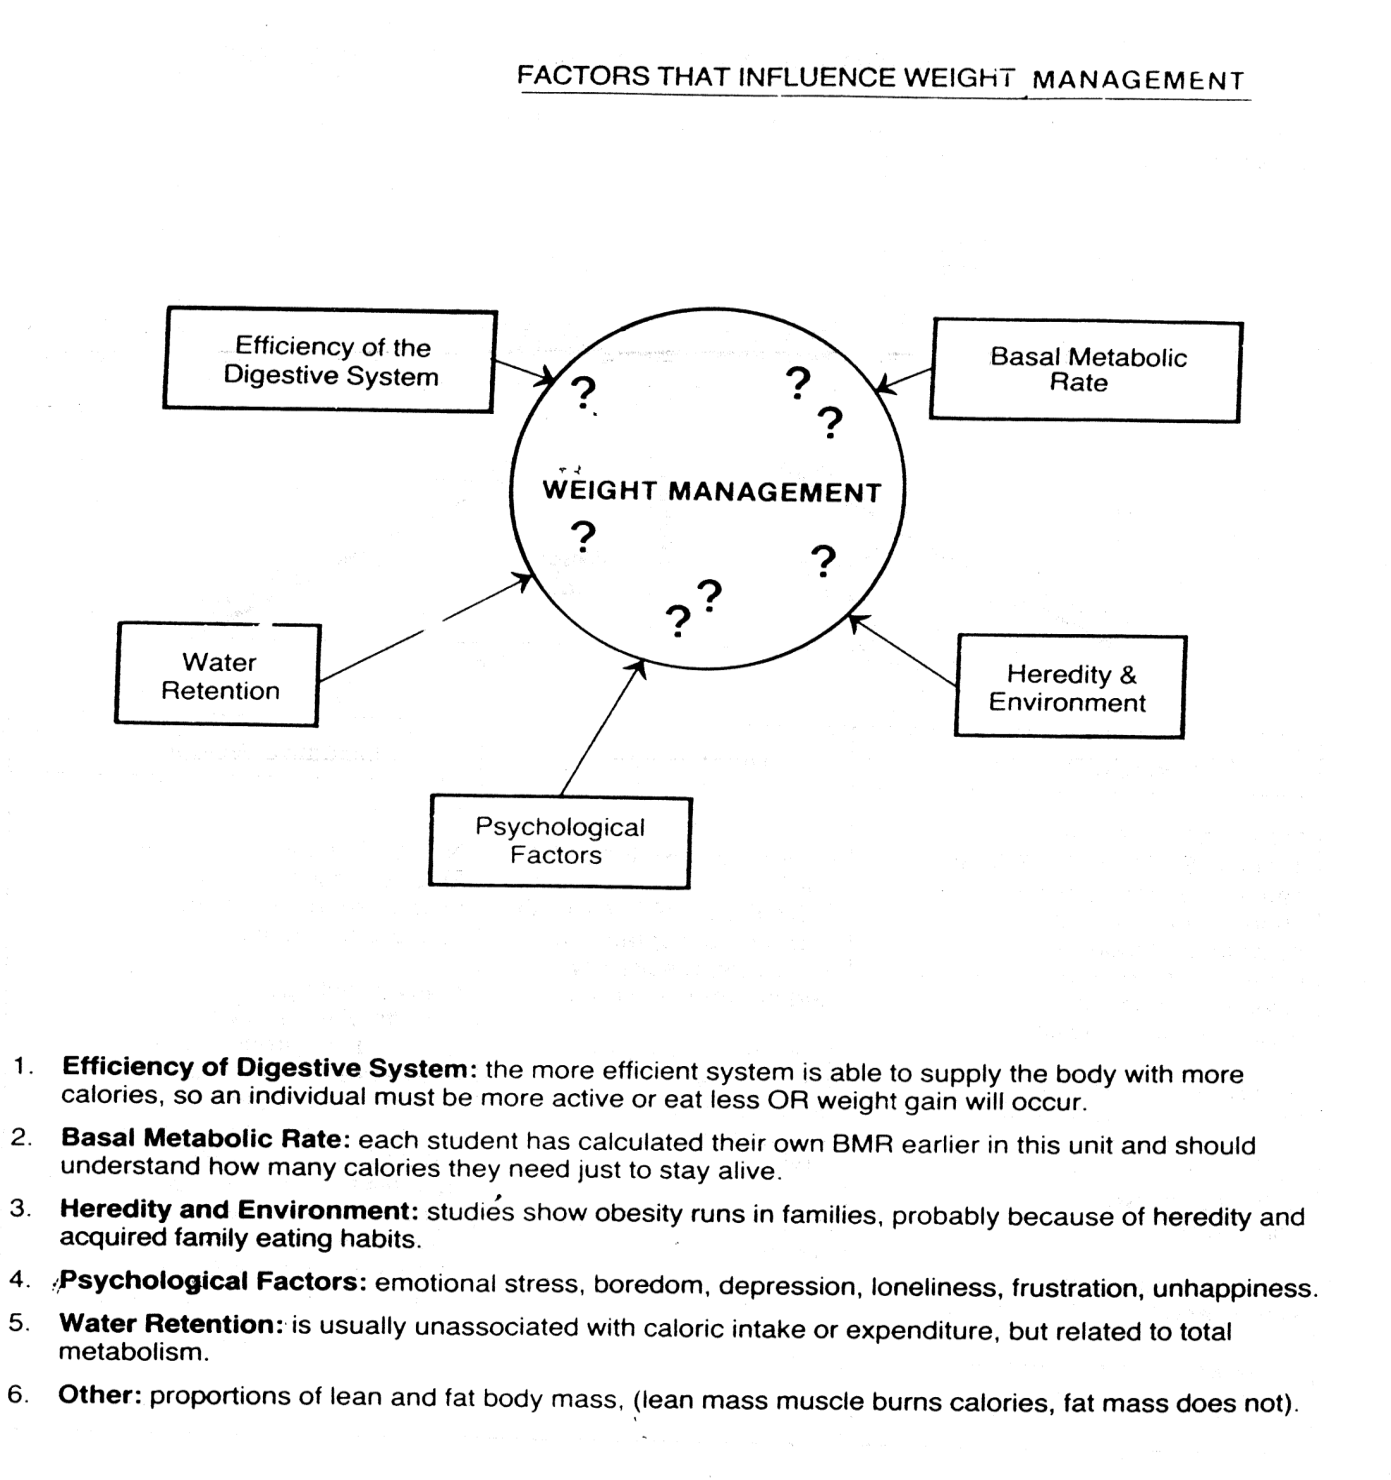 FACTORS THAT INFLUENCE WEIGHT MANAGEMENT
Efficiency of the
Digestive System
Basal Metabolic
Rate
?
?
?
WEIGHT MANAGEMENT
?
?
?
?
Water
Retention
Heredity &
Environment
Psychological
Factors
1. Efficiency of Digestive System: the more efficient system is able to supply the body with more
calories, so an individual must be more active or eat less OR weight gain will occur.
2. Basal Metabolic Rate: each student has calculated their own BMR earlier in this unit and should
understand how many calories they need just to stay alive.
3. Heredity and Environment: studies show obesity runs in families, probably because of heredity and
acquired family eating habits.
4. Psychological Factors: emotional stress, boredom, depression, loneliness, frustration, unhappiness.
5. Water Retention: is usually unassociated with caloric intake or expenditure, but related to total
metabolism.
6. Other: proportions of lean and fat body mass, (lean mass muscle burns calories, fat mass does not).